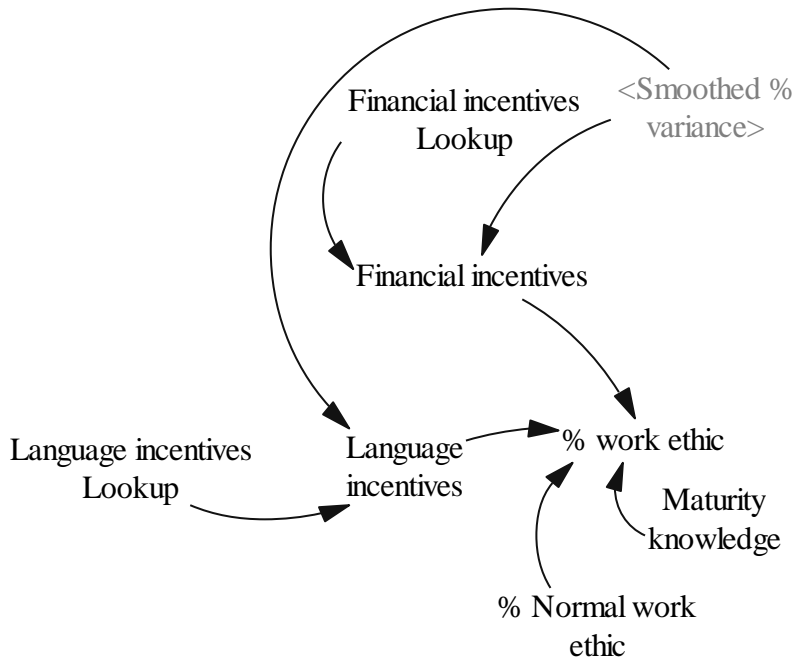 Financial incentives
Lookup
<Smoothed %
variance>
Financial incentives
Language incentives
Lookup
Language
incentives
% work ethic
Maturity
knowledge
% Normal work
ethic